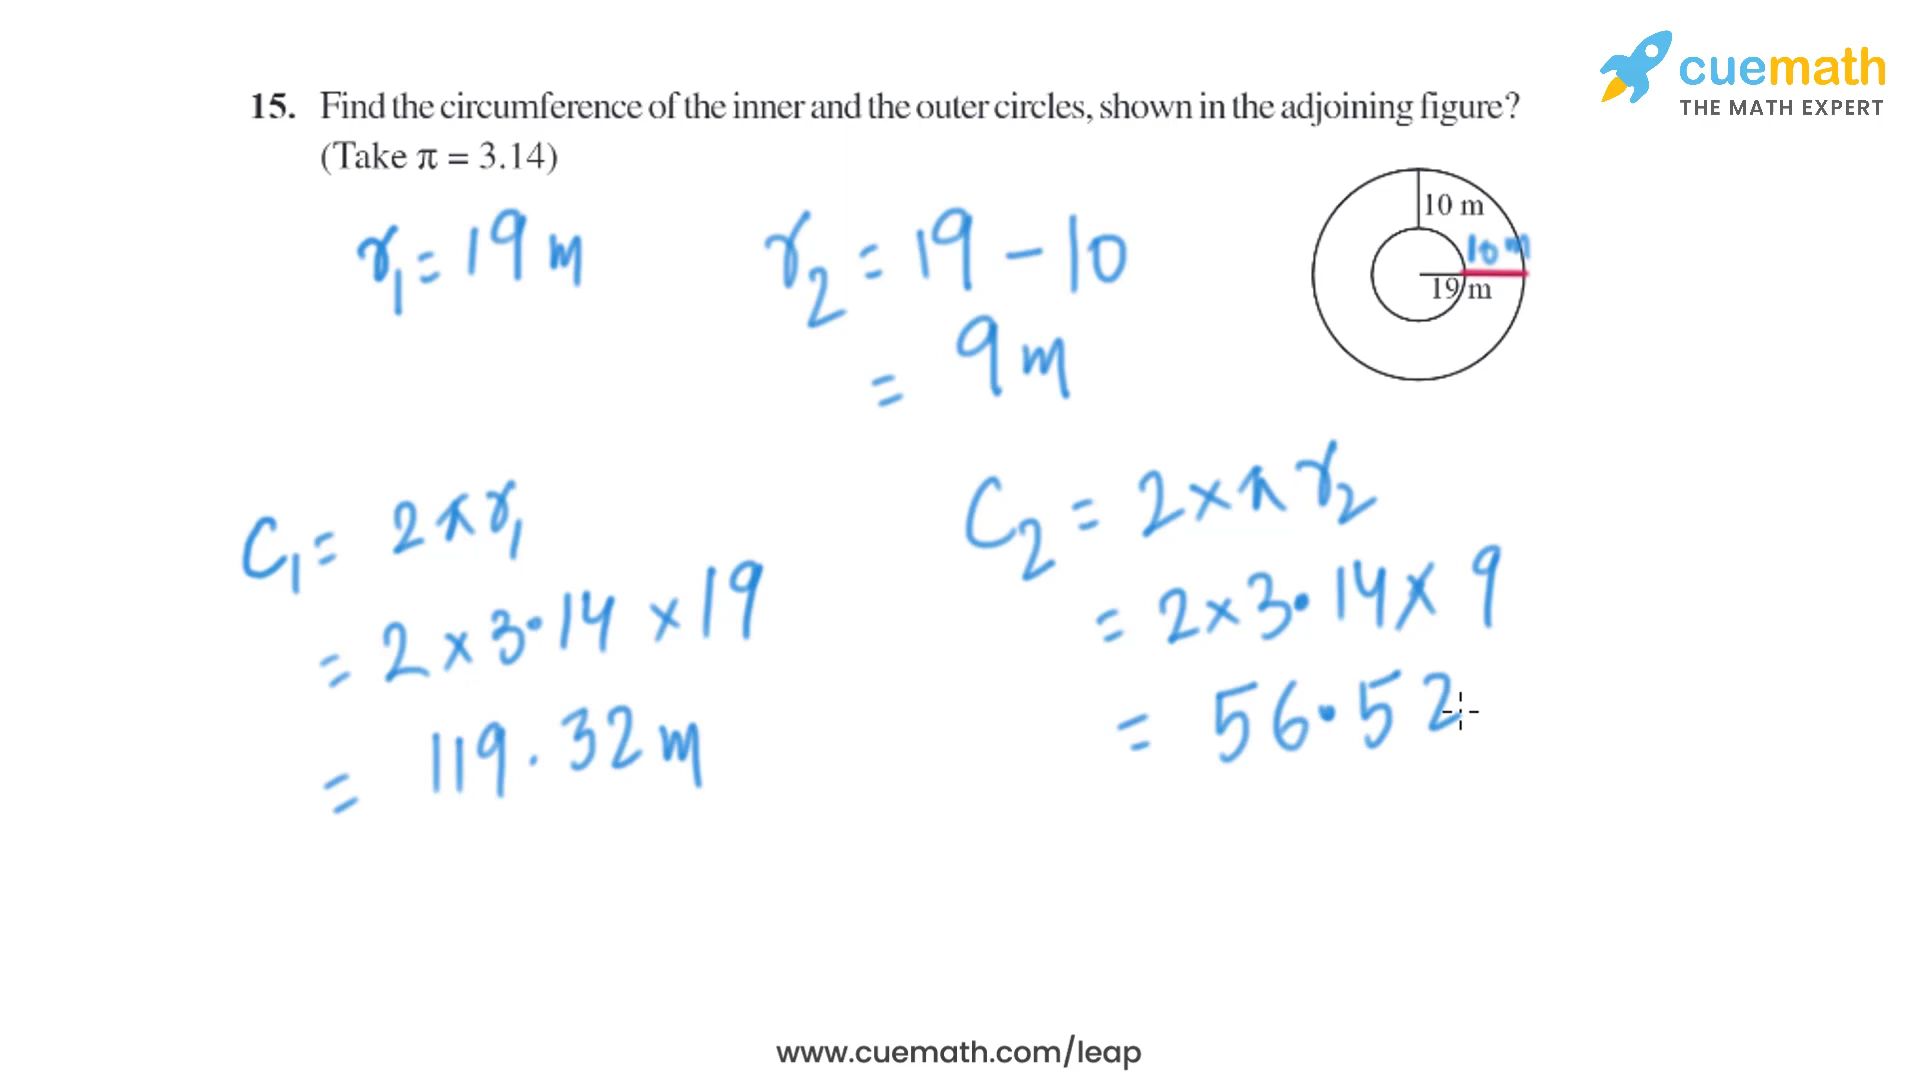 cuemath
THE MATH EXPERT
15. Find the circumference of the inner and the outer circles, shown in the adjoining figure?
(Take π = 3.14)
10 m
10 m
19 m
r₁ = 19 m
r₂ = 19 - 10
= 9 m
C₁ = 2πr₁
= 2 × 3.14 × 19
= 119.32 m
C₂ = 2 × π r₂
= 2 × 3.14 × 9
= 56.52
www.cuemath.com/leap